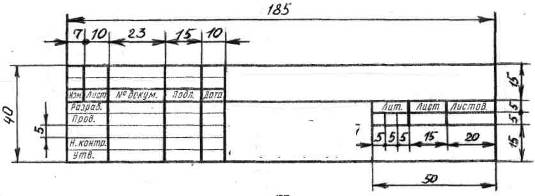 185
7 10 23 15 10
40
15
Изм Лист № докум. Подп. Дата
Разраб. Лит. Лист Листов 5
Пров. 5
5
5 5 5 15 20 15
Н.контр.
Утв.
50